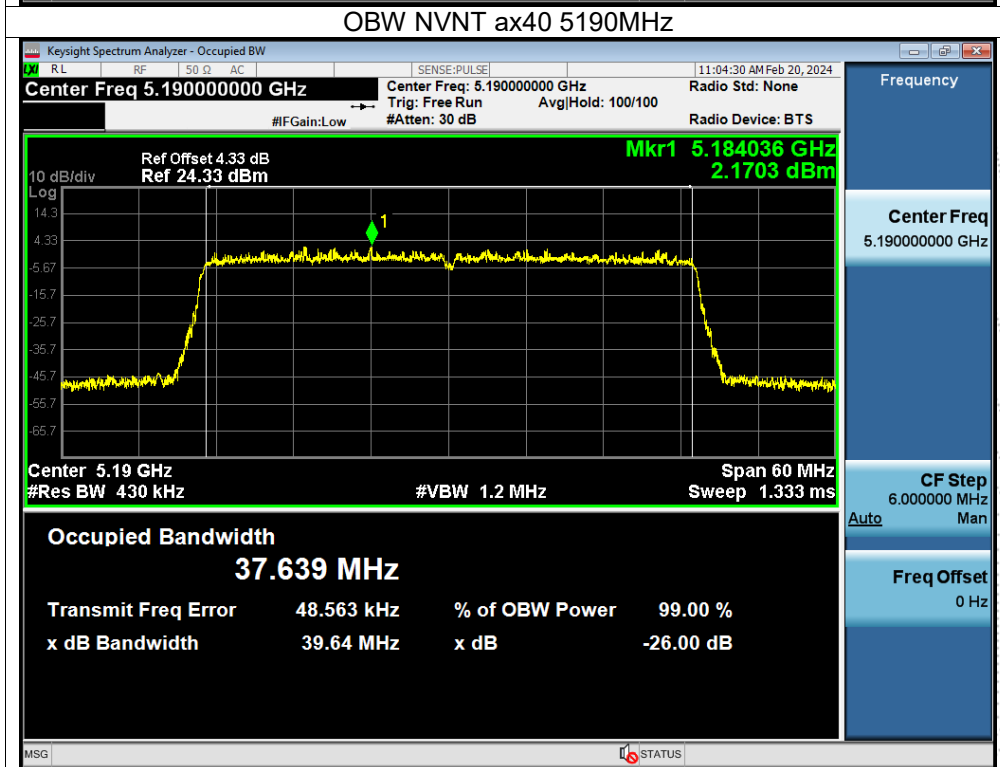 OBW NVNT ax40 5190MHz
Keysight Spectrum Analyzer - Occupied BW
LXI RL RF 50 Ω AC SENSE:PULSE 11:04:30 AM Feb 20, 2024
Center Freq 5.190000000 GHz
Center Freq: 5.190000000 GHz Radio Std: None
Trig: Free Run Avg|Hold: 100/100
#IFGain:Low #Atten: 30 dB Radio Device: BTS
Mkr1 5.184036 GHz
2.1703 dBm
Ref Offset 4.33 dB
10 dB/div Ref 24.33 dBm
Log
14.3
4.33
-5.67
-15.7
-25.7
-35.7
-45.7
-55.7
-65.7
1
Center 5.19 GHz Span 60 MHz
#Res BW 430 kHz #VBW 1.2 MHz Sweep 1.333 ms
Occupied Bandwidth
37.639 MHz
Transmit Freq Error 48.563 kHz % of OBW Power 99.00 %
x dB Bandwidth 39.64 MHz x dB -26.00 dB
MSG STATUS
Frequency
Center Freq
5.190000000 GHz
CF Step
6.000000 MHz
Auto Man
Freq Offset
0 Hz